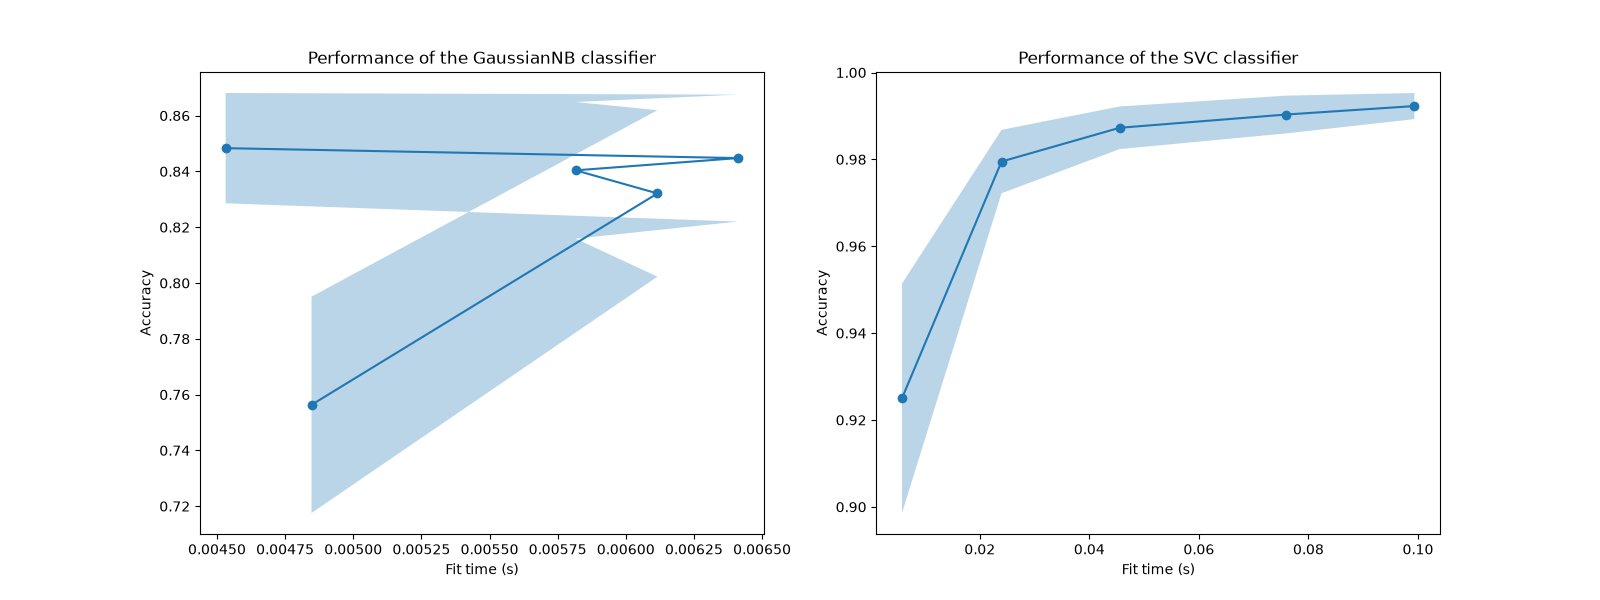 Performance of the GaussianNB classifier
0.86
0.84
0.82
0.80
0.78
0.76
0.74
0.72
Accuracy
0.00450 0.00475 0.00500 0.00525 0.00550 0.00575 0.00600 0.00625 0.00650
Fit time (s)
Performance of the SVC classifier
1.00
0.98
0.96
0.94
0.92
0.90
Accuracy
0.02 0.04 0.06 0.08 0.10
Fit time (s)